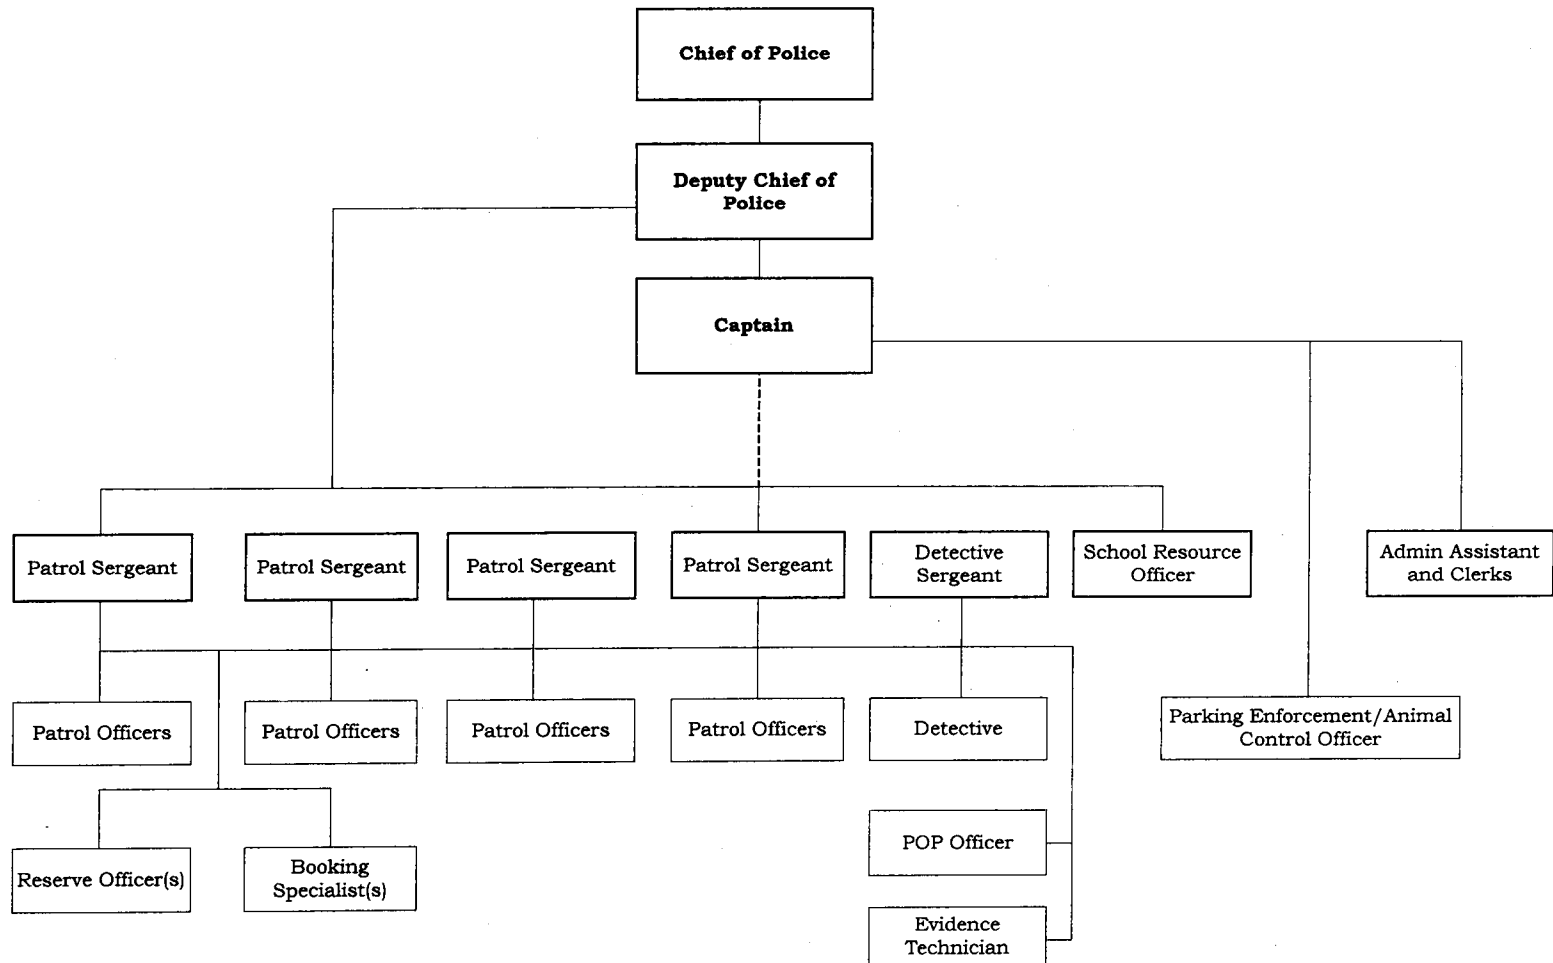 Chief of Police
Deputy Chief of
Police
Captain
Patrol Sergeant
Patrol Sergeant
Patrol Sergeant
Patrol Sergeant
Detective
Sergeant
School Resource
Officer
Admin Assistant
and Clerks
Patrol Officers
Patrol Officers
Patrol Officers
Patrol Officers
Detective
Parking Enforcement/Animal
Control Officer
Reserve Officer(s)
Booking
Specialist(s)
POP Officer
Evidence
Technician